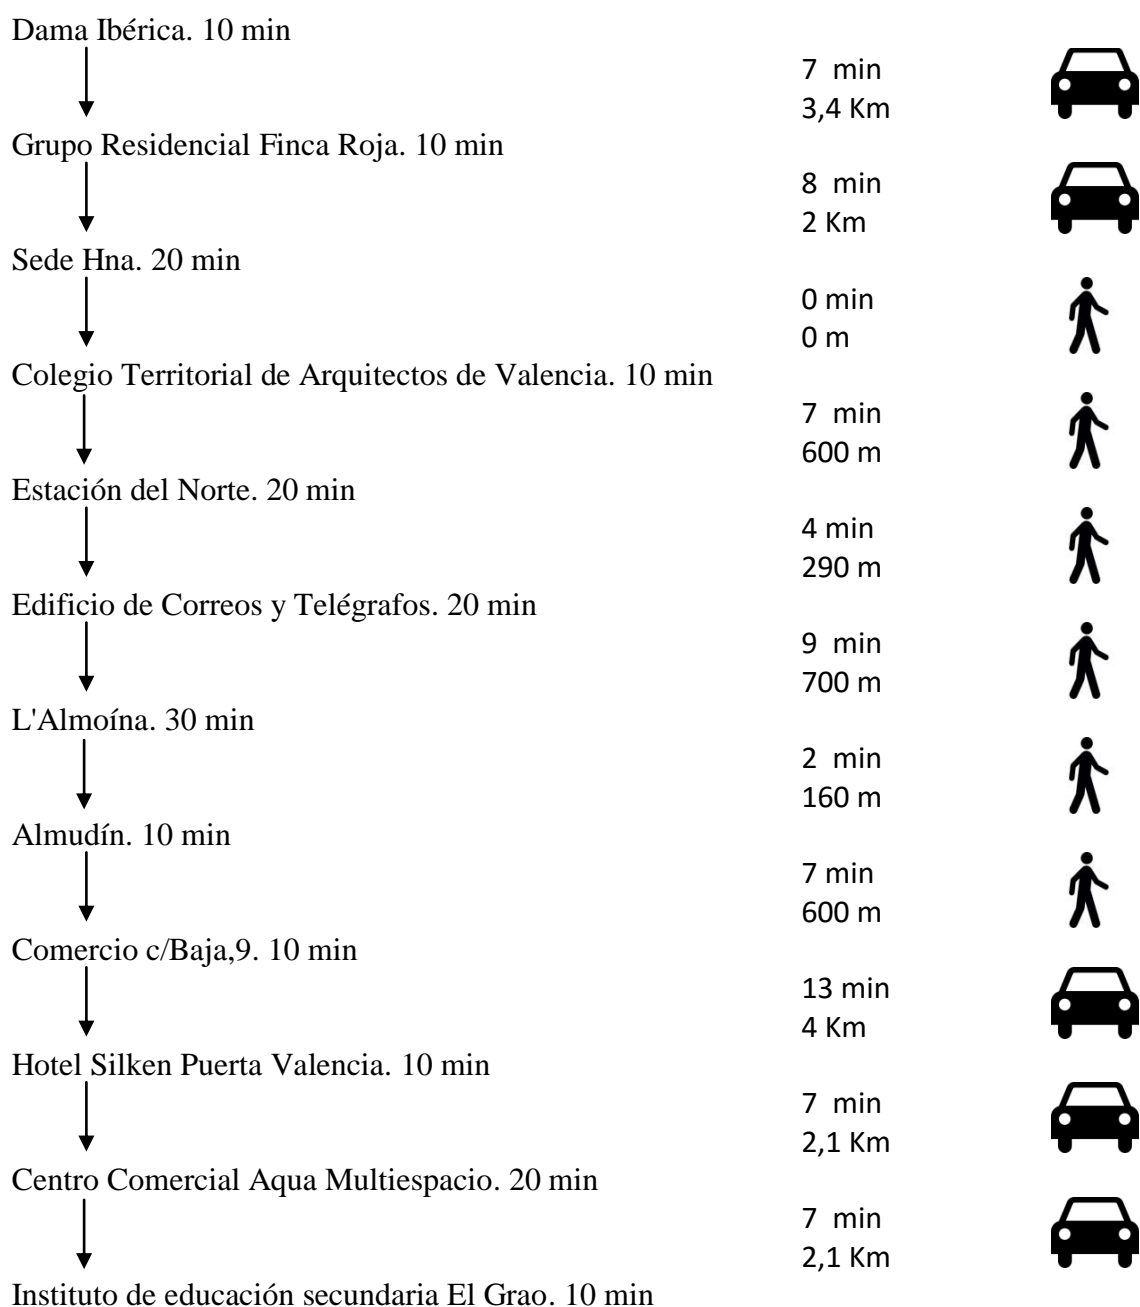 Dama Ibérica. 10 min
7 min
3,4 Km
Grupo Residencial Finca Roja. 10 min
8 min
2 Km
Sede Hna. 20 min
0 min
0 m
Colegio Territorial de Arquitectos de Valencia. 10 min
7 min
600 m
Estación del Norte. 20 min
4 min
290 m
Edificio de Correos y Telégrafos. 20 min
9 min
700 m
L'Almoína. 30 min
2 min
160 m
Almudín. 10 min
7 min
600 m
Comercio c/Baja,9. 10 min
13 min
4 Km
Hotel Silken Puerta Valencia. 10 min
7 min
2,1 Km
Centro Comercial Aqua Multiespacio. 20 min
7 min
2,1 Km
Instituto de educación secundaria El Grao. 10 min